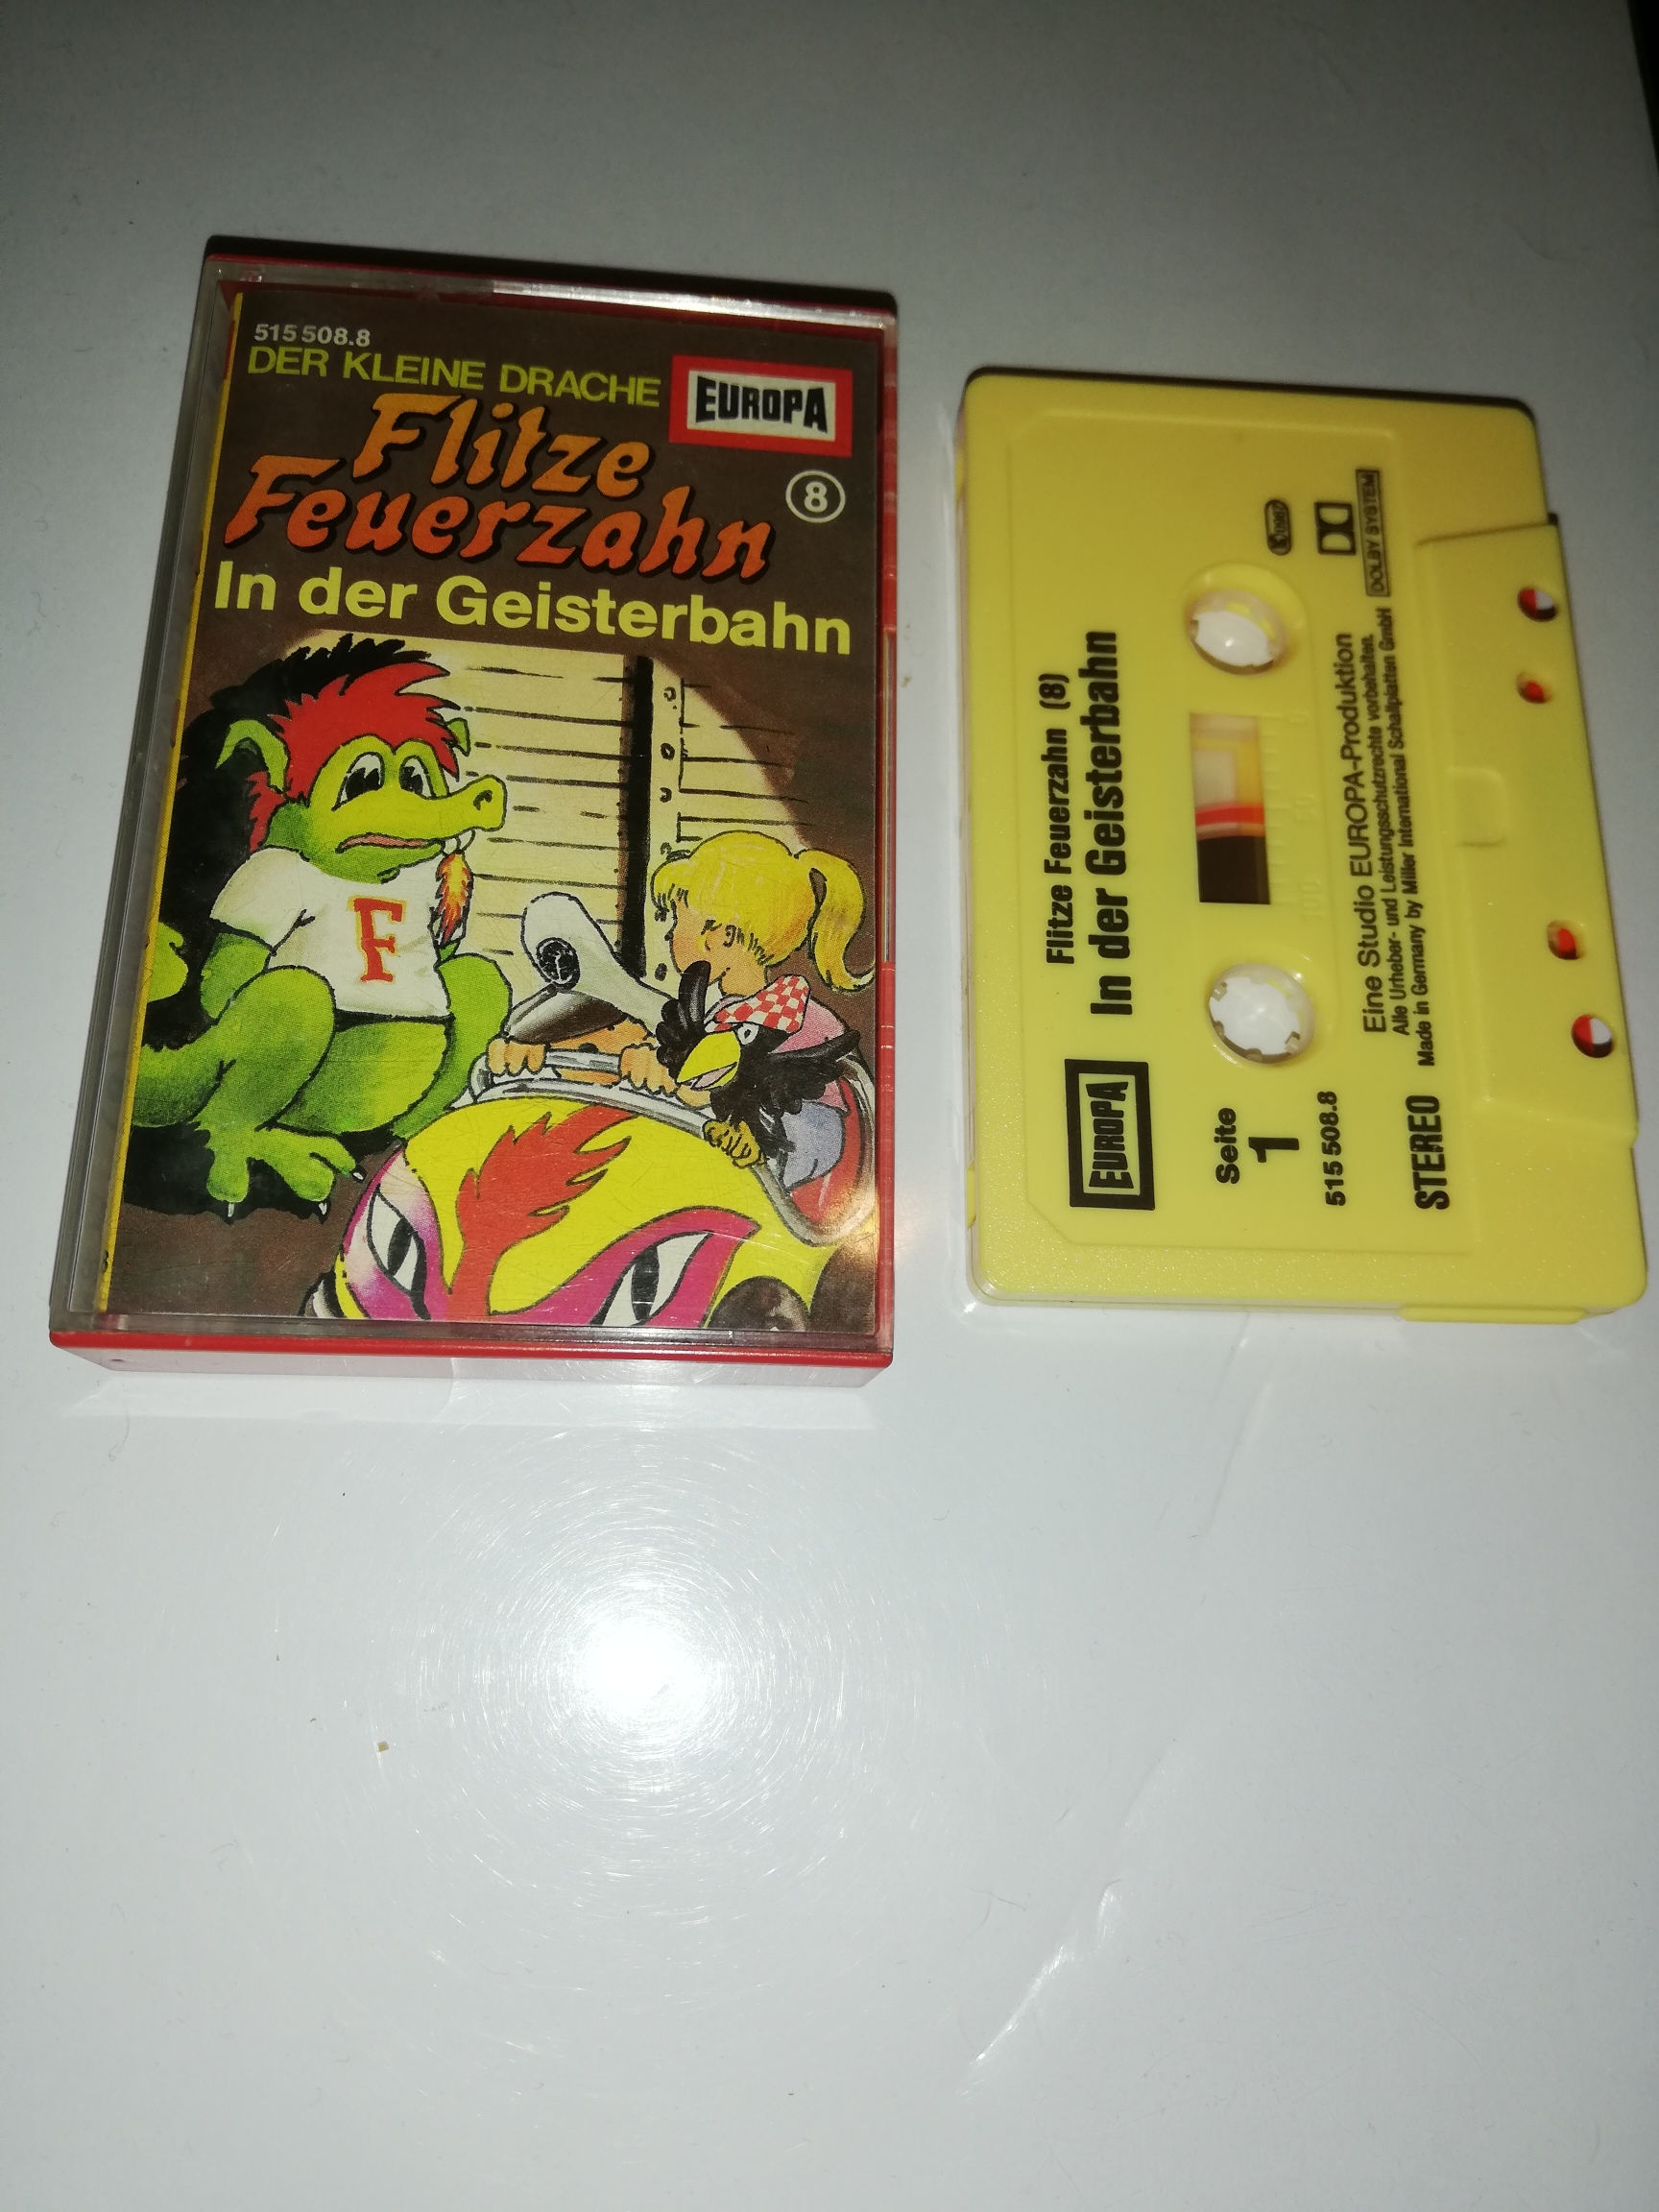 515 508.8
DER KLEINE DRACHE
EUROPA
Flitze
Feuerzahn
8
In der Geisterbahn
F
Flitze Feuerzahn (8)
In der Geisterbahn
EUROPA
Seite
1
515 508.8
STEREO
Eine Studio EUROPA-Produktion
Alle Urheber- und Leistungsschutzrechte vorbehalten.
Made in Germany by Miller International Schallplatten GmbH
DOLBY SYSTEM